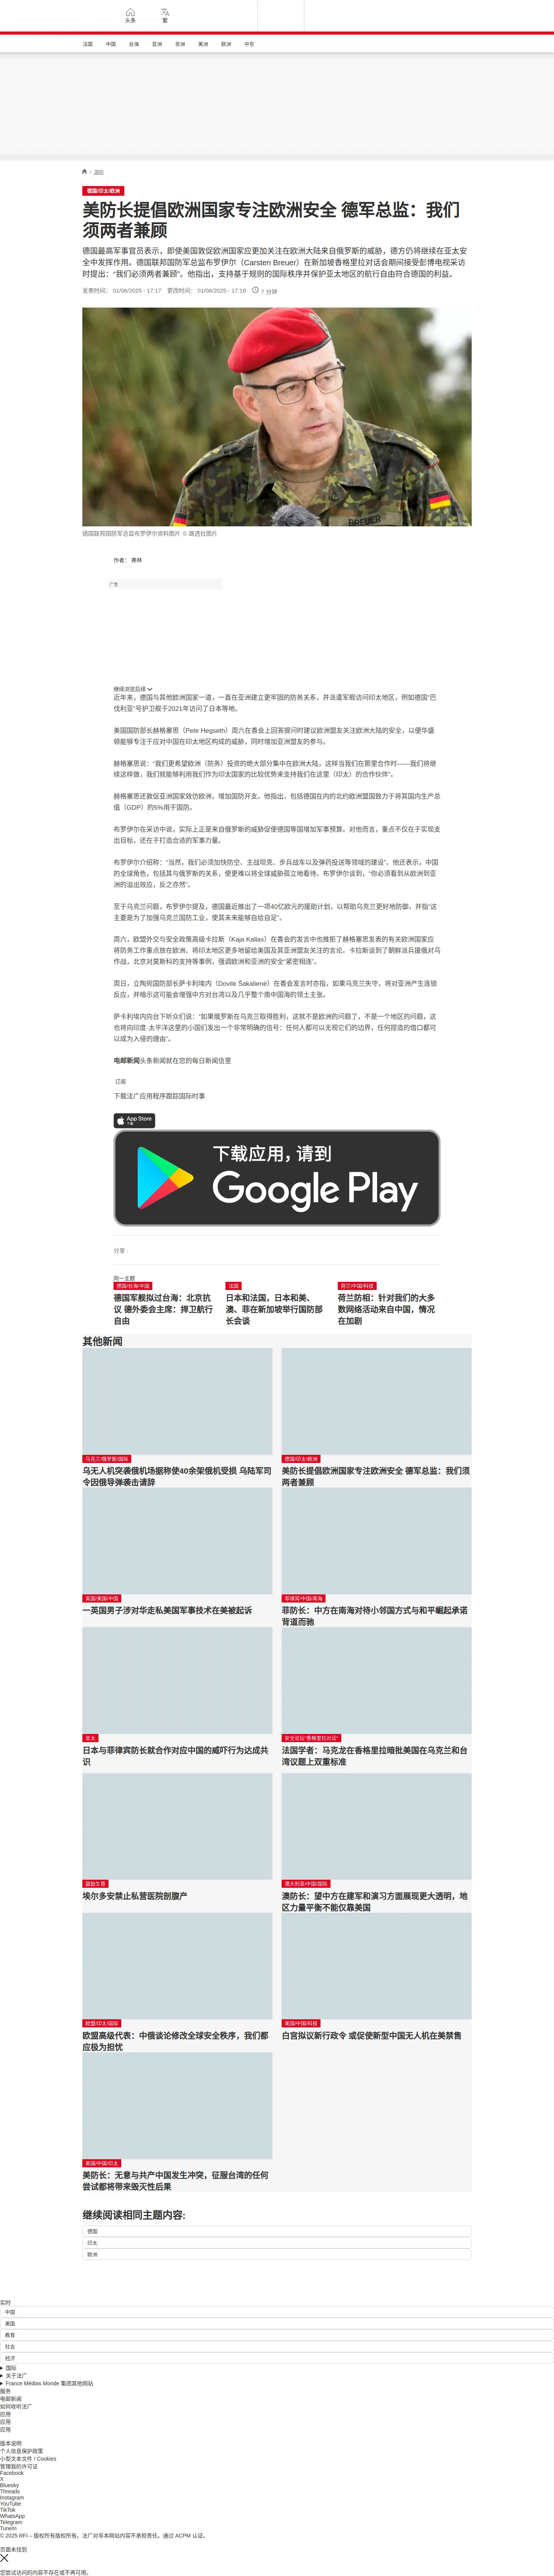 头条
繁
法国
中国
台海
亚洲
非洲
美洲
欧洲
中东
/ 国际
德国/印太/欧洲
美防长提倡欧洲国家专注欧洲安全 德军总监：我们
须两者兼顾
德国最高军事官员表示，即使美国敦促欧洲国家应更加关注在欧洲大陆来自俄罗斯的威胁，德方仍将继续在亚太安
全中发挥作用。德国联邦国防军总监布罗伊尔（Carsten Breuer）在新加坡香格里拉对话会期间接受彭博电视采访
时提出：“我们必须两者兼顾”。他指出，支持基于规则的国际秩序并保护亚太地区的航行自由符合德国的利益。
发表时间： 01/06/2025 - 17:17 更改时间： 01/06/2025 - 17:18 7 分钟
BREUER
德国联邦国防军总监布罗伊尔资料图片 © 路透社图片
作者： 弗林
广告
继续浏览后续
近年来，德国与其他欧洲国家一道，一直在亚洲建立更牢固的防务关系，并派遣军舰访问印太地区，例如德国“巴
伐利亚”号护卫舰于2021年访问了日本等地。
美国国防部长赫格塞思（Pete Hegseth）周六在香会上回答提问时建议欧洲盟友关注欧洲大陆的安全，以便华盛
顿能够专注于应对中国在印太地区构成的威胁，同时增加亚洲盟友的参与。
赫格塞思说：“我们更希望欧洲（防务）投资的绝大部分集中在欧洲大陆，这样当我们在那里合作时——我们将继
续这样做，我们就能够利用我们作为印太国家的比较优势来支持我们在这里（印太）的合作伙伴”。
赫格塞思还敦促亚洲国家效仿欧洲，增加国防开支。他指出，包括德国在内的北约欧洲盟国致力于将其国内生产总
值（GDP）的5%用于国防。
布罗伊尔在采访中说，实际上正是来自俄罗斯的威胁促使德国等国增加军事预算。对他而言，重点不仅在于实现支
出目标，还在于打造合适的军事力量。
布罗伊尔介绍称：“当然，我们必须加快防空、主战坦克、步兵战车以及弹药投送等领域的建设”。他还表示，中国
的全球角色，包括其与俄罗斯的关系，使更难以将全球威胁孤立地看待。布罗伊尔谈到，“你必须看到从欧洲到亚
洲的溢出效应，反之亦然”。
至于乌克兰问题，布罗伊尔提及，德国最近推出了一项40亿欧元的援助计划，以帮助乌克兰更好地防御，并指“这
主要是为了加强乌克兰国防工业，使其未来能够自给自足”。
周六，欧盟外交与安全政策高级卡拉斯（Kaja Kallas）在香会的发言中也推拒了赫格塞思发表的有关欧洲国家应
将防务工作重点放在欧洲、将印太地区更多地留给美国及其亚洲盟友关注的言论。卡拉斯谈到了朝鲜派兵援俄对乌
作战，北京对莫斯科的支持等事例，强调欧洲和亚洲的安全“紧密相连”。
周日，立陶宛国防部长萨卡利埃内（Dovilė Šakalienė）在香会发言时亦指，如果乌克兰失守，将对亚洲产生连锁
反应，并暗示这可能会增强中方对台湾以及几乎整个南中国海的领土主张。
萨卡利埃内向台下听众们说：“如果俄罗斯在乌克兰取得胜利，这就不是欧洲的问题了，不是一个地区的问题，这
也将向印度-太平洋这里的小国们发出一个非常明确的信号：任何人都可以无视它们的边界，任何捏造的借口都可
以成为入侵的理由”。
电邮新闻头条新闻就在您的每日新闻信里
订阅
下载法广应用程序跟踪国际时事
App Store
下载
下载应用，请到
Google Play
分享 :
同一主题
德国/台海/中国
德国军舰拟过台海：北京抗
议 德外委会主席：捍卫航行
自由
法国
日本和法国，日本和美、
澳、菲在新加坡举行国防部
长会谈
荷兰/中国/科技
荷兰防相：针对我们的大多
数网络活动来自中国，情况
在加剧
其他新闻
乌克兰/俄罗斯/国际
乌无人机突袭俄机场据称使40余架俄机受损 乌陆军司
令因俄导弹袭击请辞
德国/印太/欧洲
美防长提倡欧洲国家专注欧洲安全 德军总监：我们须
两者兼顾
英国/美国/中国
一英国男子涉对华走私美国军事技术在美被起诉
菲律宾/中国/南海
菲防长：中方在南海对待小邻国方式与和平崛起承诺
背道而驰
亚太
日本与菲律宾防长就合作对应中国的威吓行为达成共
识
安全论坛“香格里拉对话”
法国学者：马克龙在香格里拉暗批美国在乌克兰和台
湾议题上双重标准
鼓励生育
埃尔多安禁止私营医院剖腹产
澳大利亚/中国/国际
澳防长：望中方在建军和演习方面展现更大透明，地
区力量平衡不能仅靠美国
欧盟/印太/国际
欧盟高级代表：中俄谈论修改全球安全秩序，我们都
应极为担忧
美国/中国/科技
白宫拟议新行政令 或促使新型中国无人机在美禁售
美国/中国/印太
美防长：无意与共产中国发生冲突，征服台湾的任何
尝试都将带来毁灭性后果
继续阅读相同主题内容:
德国
印太
欧洲
实时
中国
美国
教育
社会
经济
国际
关于法广
France Médias Monde 集团其他网站
服务
电邮新闻
如何收听法广
应用
应用
应用
版本说明
个人信息保护政策
小型文本文件 / Cookies
管理我的许可证
Facebook
X
Bluesky
Threads
Instagram
YouTube
TikTok
WhatsApp
Telegram
TuneIn
© 2025 RFI – 版权所有版权所有。法广对非本网站内容不承担责任。通过 ACPM 认证。
页面未找到
您尝试访问的内容不存在或不再可用。